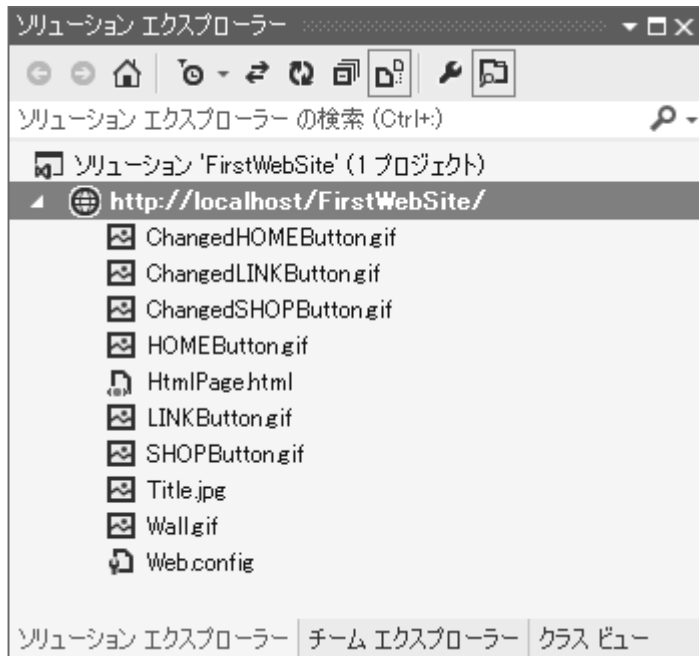 ソリューション エクスプローラー
ソリューション エクスプローラー の検索 (Ctrl+:)
ソリューション 'FirstWebSite' (1 プロジェクト)
http://localhost/FirstWebSite/
ChangedHOMEButton.gif
ChangedLINKButton.gif
ChangedSHOPButton.gif
HOMEButton.gif
HtmlPage.html
LINKButton.gif
SHOPButton.gif
Title.jpg
Wall.gif
Web.config
ソリューション エクスプローラー チーム エクスプローラー クラス ビュー